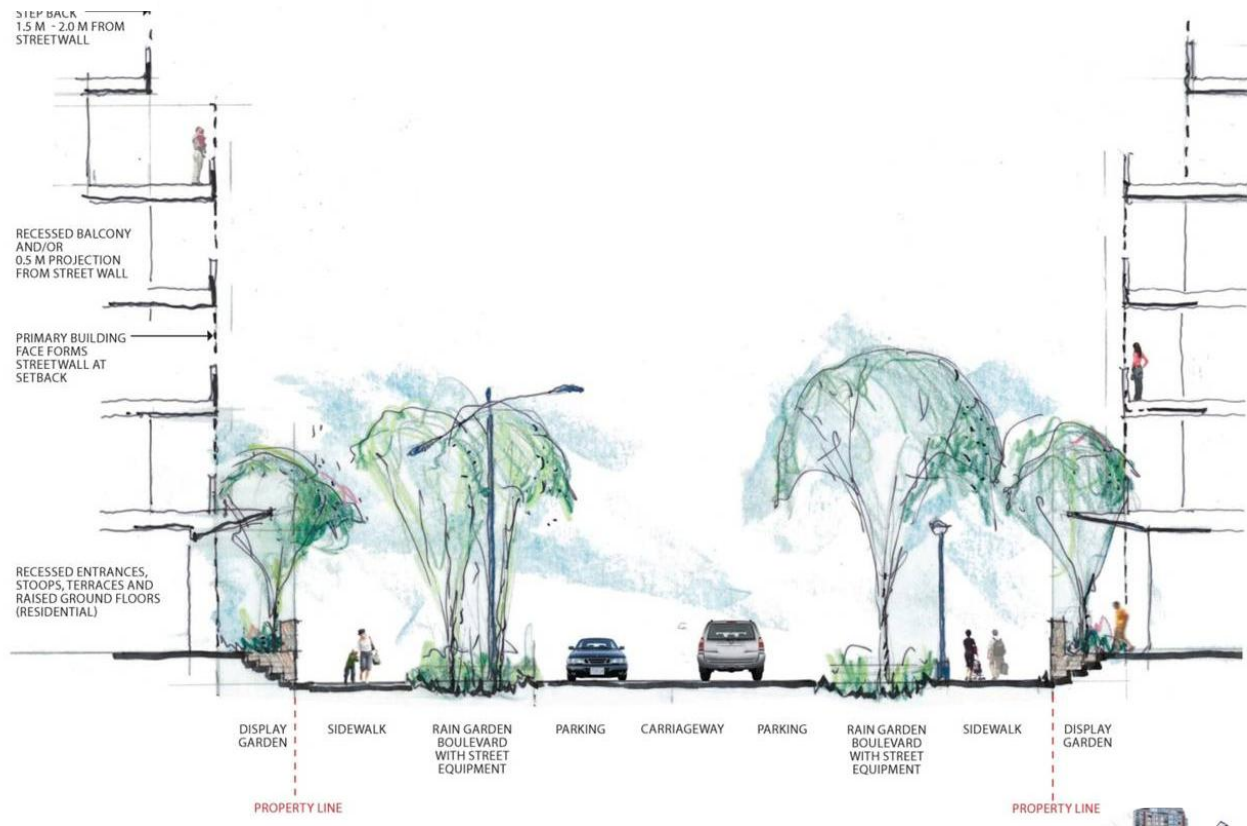 STEP BACK
1.5 M - 2.0 M FROM
STREETWALL
RECESSED BALCONY
AND/OR
0.5 M PROJECTION
FROM STREET WALL
PRIMARY BUILDING
FACE FORMS
STREETWALL AT
SETBACK
RECESSED ENTRANCES,
STOOPS, TERRACES AND
RAISED GROUND FLOORS
(RESIDENTIAL)
DISPLAY
GARDEN
SIDEWALK
RAIN GARDEN
BOULEVARD
WITH STREET
EQUIPMENT
PARKING
CARRIAGEWAY
PARKING
RAIN GARDEN
BOULEVARD
WITH STREET
EQUIPMENT
SIDEWALK
DISPLAY
GARDEN
PROPERTY LINE
PROPERTY LINE